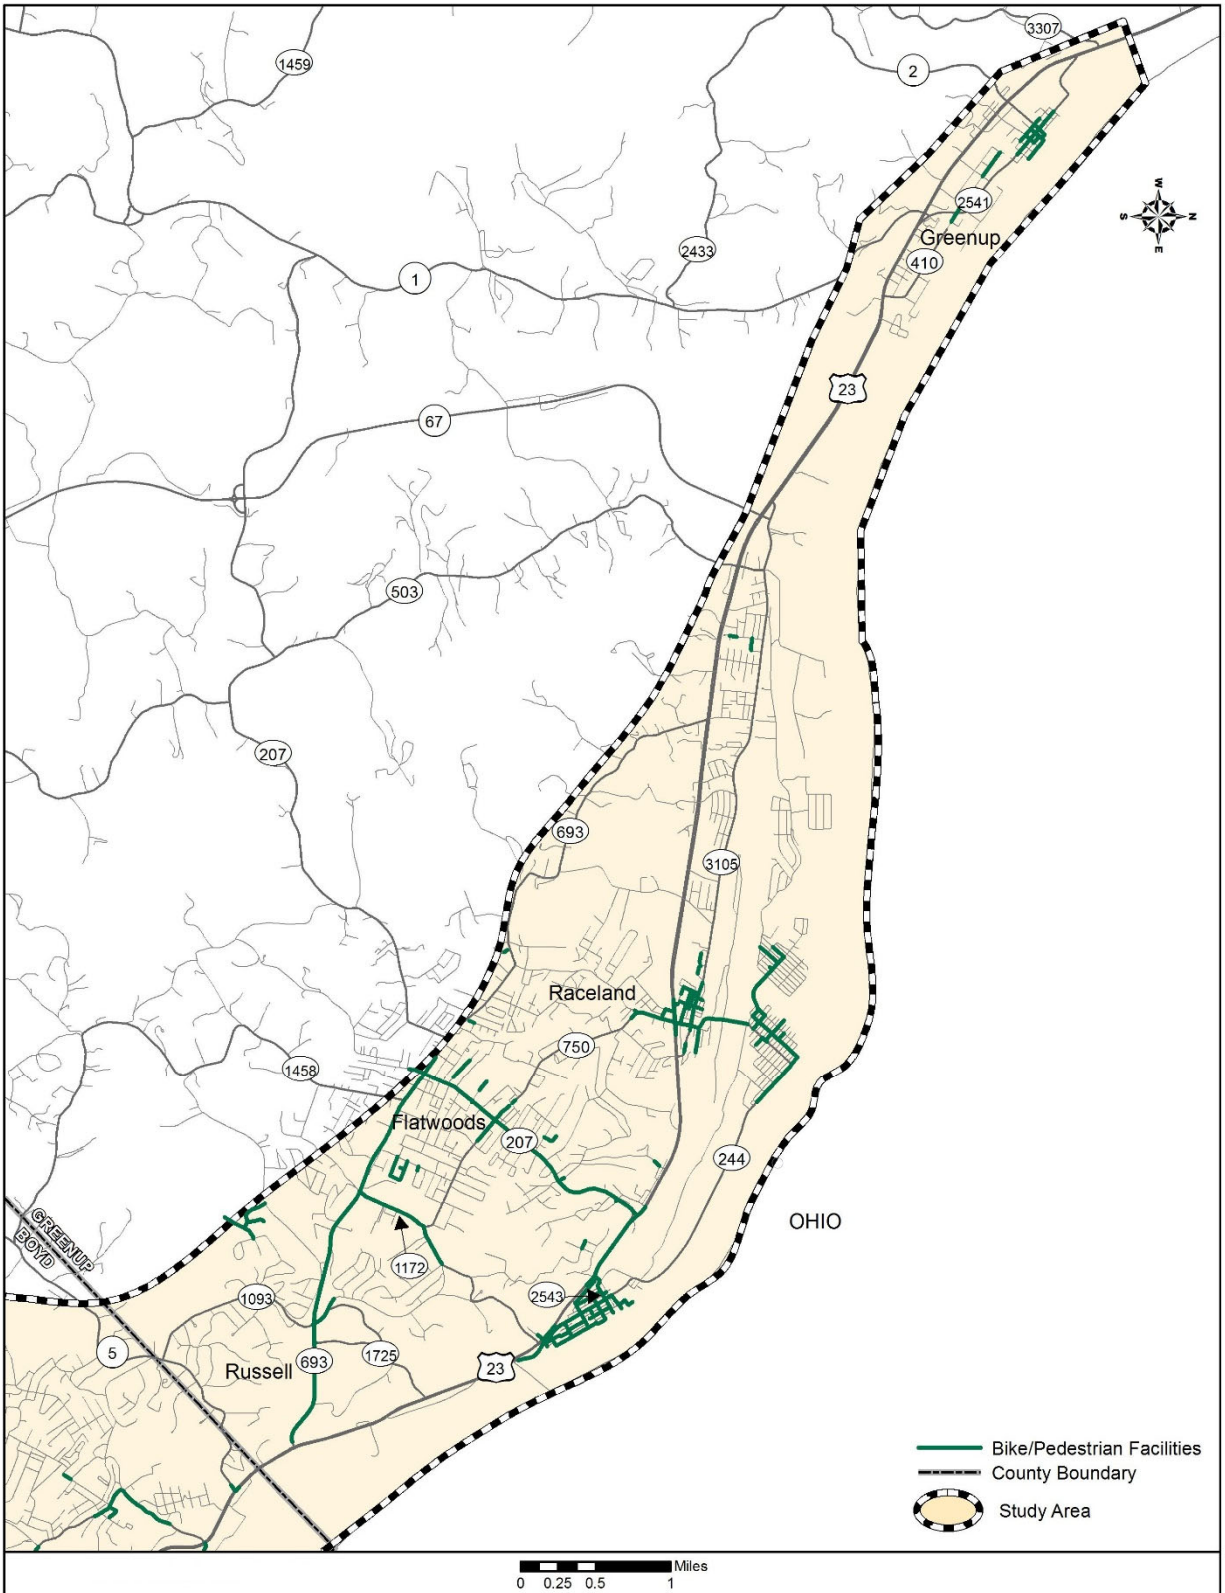 3307
1459
2
W
S
N
E
2541
Greenup
410
2433
1
23
67
503
207
693
3105
Raceland
750
1458
Flatwoods
207
244
OHIO
GREENUP
BOYD
1172
2543
1093
5
1725
693
Russell
23
Bike/Pedestrian Facilities
County Boundary
Study Area
Miles
0 0.25 0.5 1